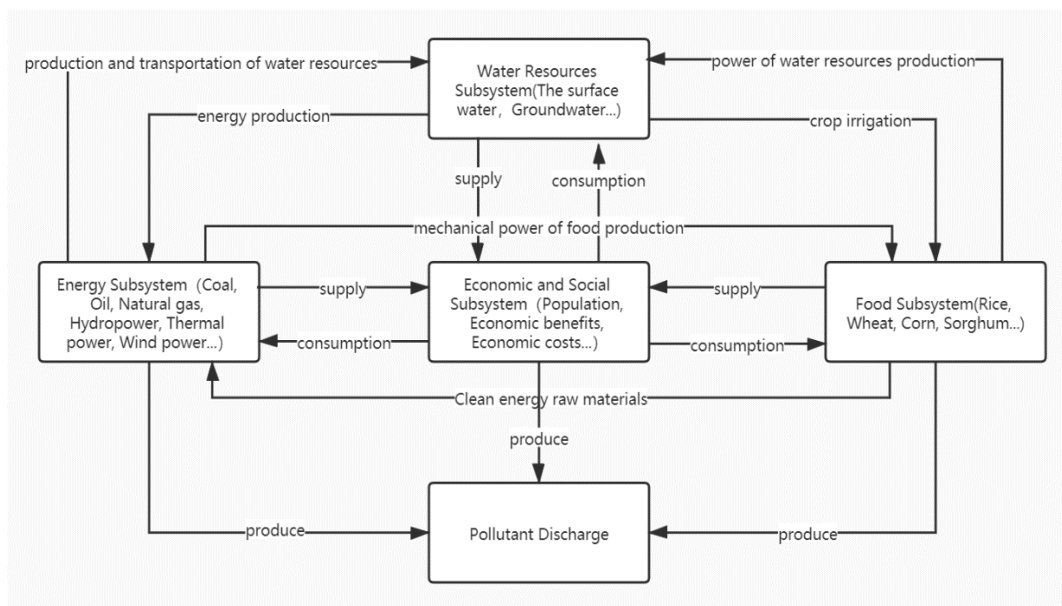 production and transportation of water resources
Water Resources
Subsystem(The surface
water，Groundwater...)
power of water resources production
energy production
crop irrigation
supply
consumption
mechanical power of food production
Energy Subsystem（Coal,
Oil, Natural gas,
Hydropower, Thermal
power, Wind power...）
supply
consumption
Economic and Social
Subsystem（Population,
Economic benefits,
Economic costs...）
supply
consumption
Food Subsystem(Rice,
Wheat, Corn, Sorghum...)
Clean energy raw materials
produce
produce
Pollutant Discharge
produce